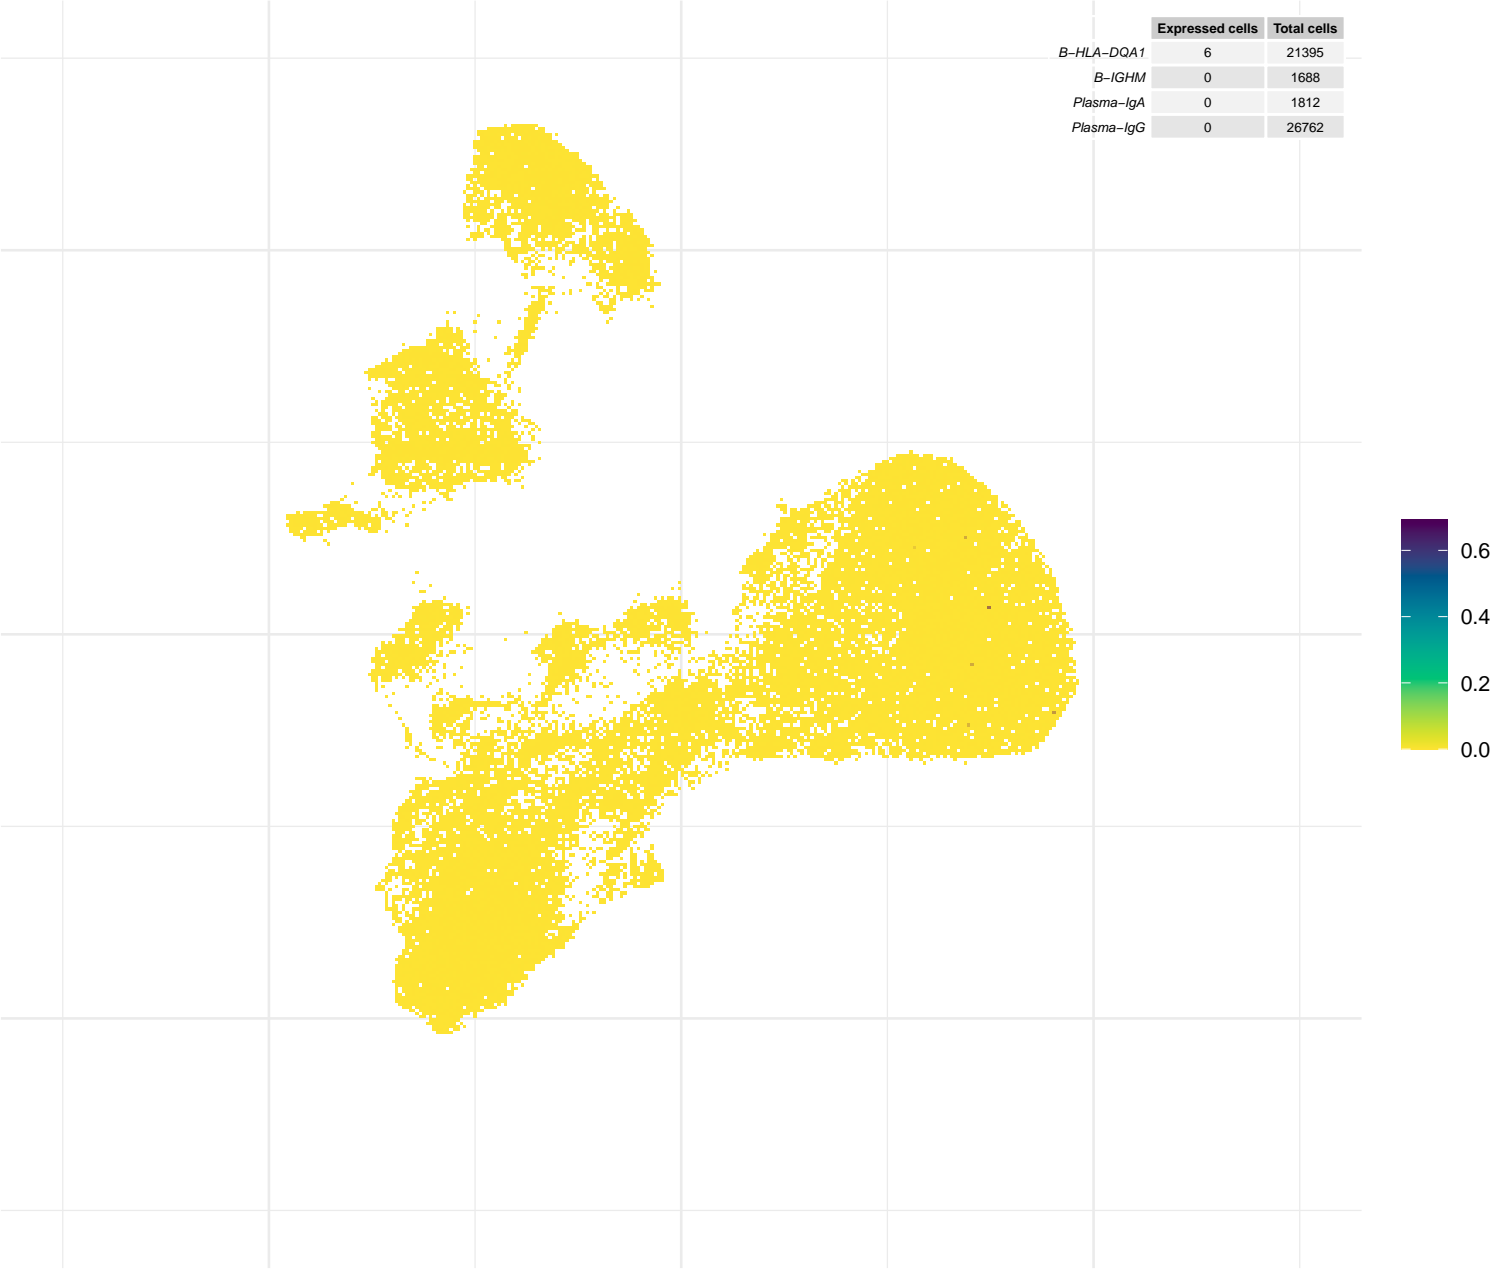 Expressed cells Total cells
B−HLA−DQA1 6 21395
B−IGHM 0 1688
Plasma−IgA 0 1812
Plasma−IgG 0 26762
0.6
0.4
0.2
0.0